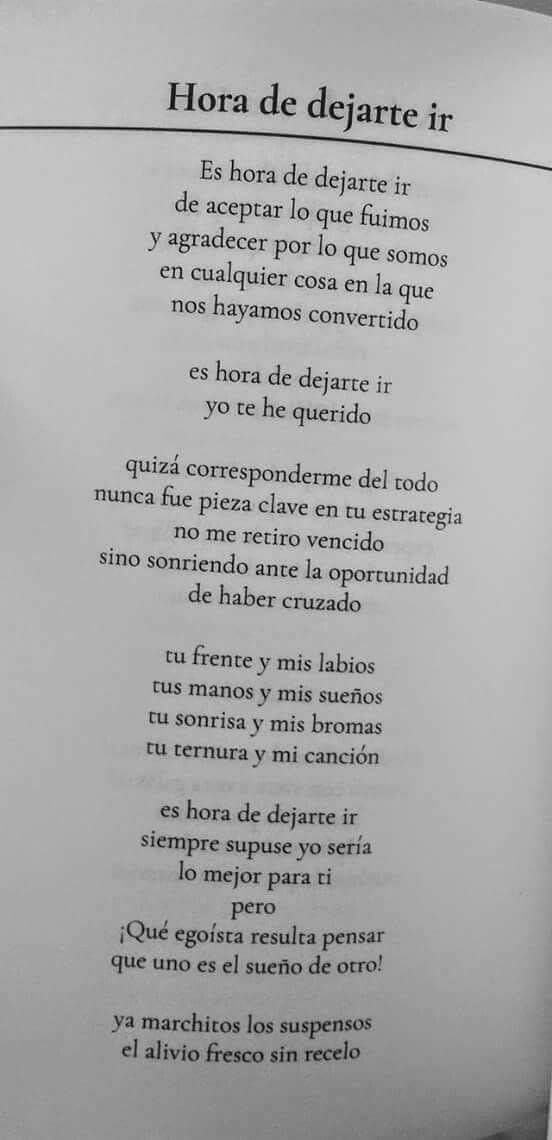 Hora de dejarte ir
Es hora de dejarte ir
de aceptar lo que fuimos
y agradecer por lo que somos
en cualquier cosa en la que
nos hayamos convertido
es hora de dejarte ir
yo te he querido
quizá corresponderme del todo
nunca fue pieza clave en tu estrategia
no me retiro vencido
sino sonriendo ante la oportunidad
de haber cruzado
tu frente y mis labios
tus manos y mis sueños
tu sonrisa y mis bromas
tu ternura y mi canción
es hora de dejarte ir
siempre supuse yo sería
lo mejor para ti
pero
¡Qué egoísta resulta pensar
que uno es el sueño de otro!
ya marchitos los suspensos
el alivio fresco sin recelo